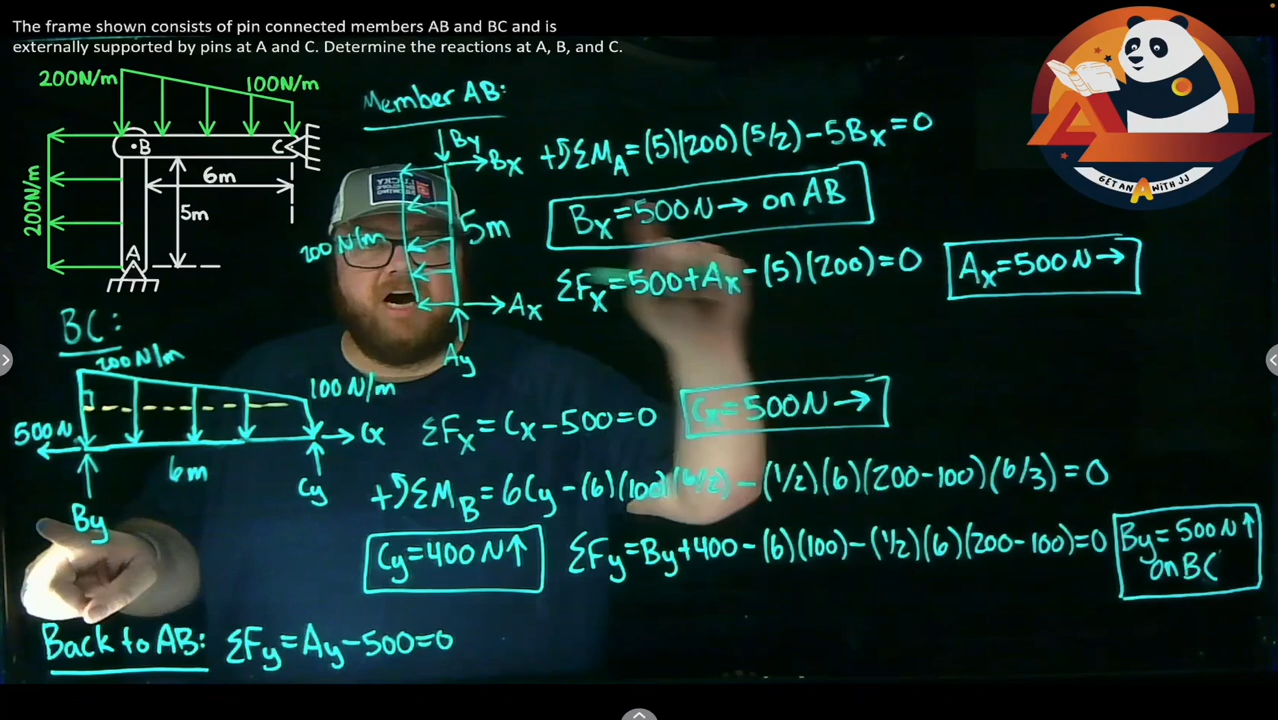 The frame shown consists of pin connected members AB and BC and is
externally supported by pins at A and C. Determine the reactions at A, B, and C.
200N/m
100N/m
B
C
6m
200N/m
5m
A
Member AB:
By
Bx
200 N/m
5m
Ax
Ay
+↺ΣM_A=(5)(200)(5/2)-5Bx=0
Bx=500N→ on AB
ΣFx=500+Ax-(5)(200)=0
Ax=500N→
BC:
200N/m
100 N/m
500N
Cx
6m
By
Cy
ΣFx=Cx-500=0
Cx=500N→
+↺ΣM_B=6Cy-(6)(100)(6/2)-(1/2)(6)(200-100)(6/3)=0
Cy=400N↑
ΣFy=By+400-(6)(100)-(1/2)(6)(200-100)=0
By=500N↑
on BC
Back to AB: ΣFy=Ay-500=0
GET AN A WITH JJ